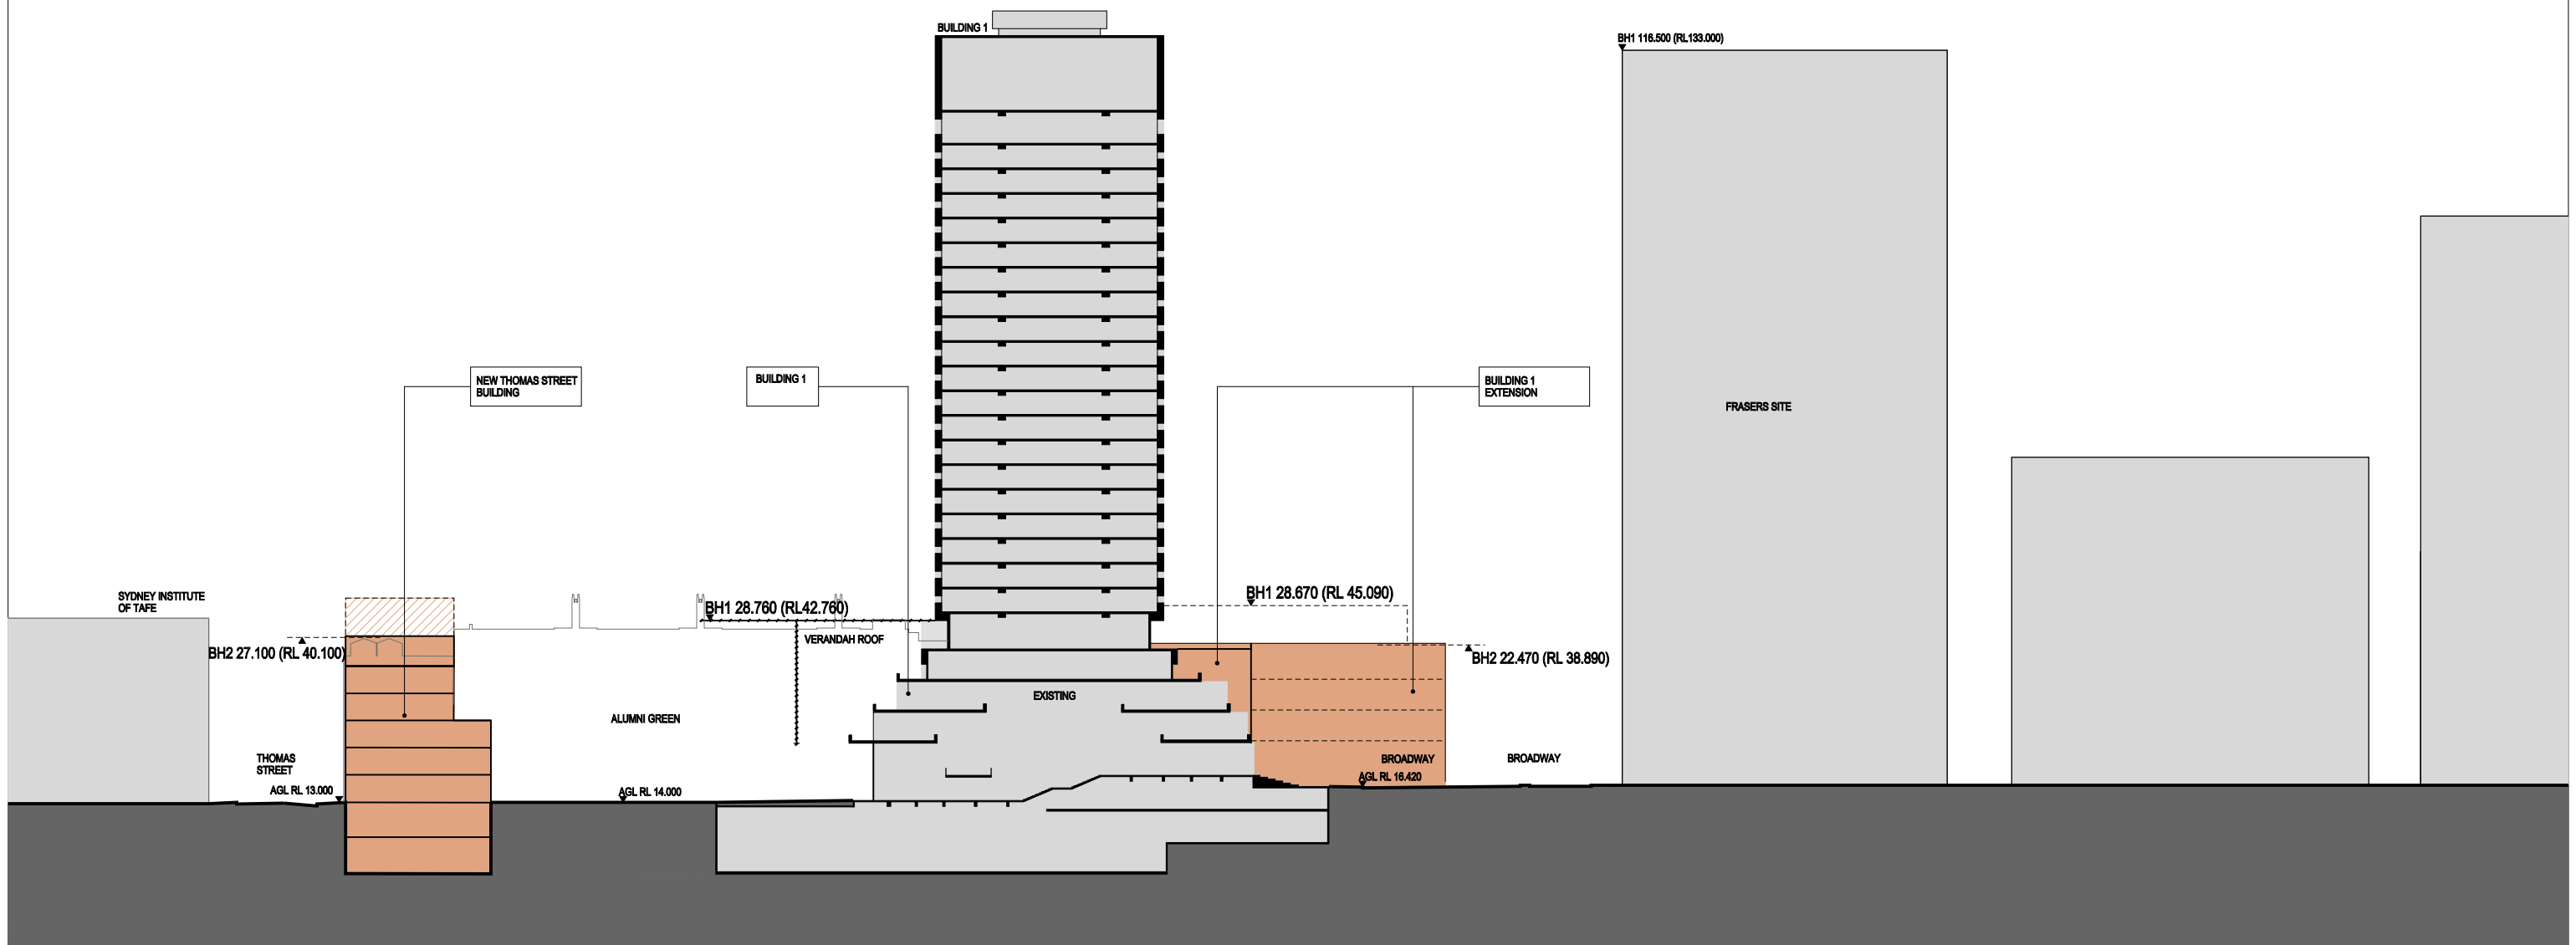 BUILDING 1
BH1 116.500 (RL133.000)
NEW THOMAS STREET
BUILDING
BUILDING 1
BUILDING 1
EXTENSION
FRASERS SITE
SYDNEY INSTITUTE
OF TAFE
BH1 28.760 (RL42.760)
BH1 28.670 (RL 45.090)
VERANDAH ROOF
BH2 27.100 (RL 40.100)
BH2 22.470 (RL 38.890)
EXISTING
ALUMNI GREEN
THOMAS
STREET
BROADWAY
BROADWAY
AGL RL 13.000
AGL RL 14.000
AGL RL 16.420